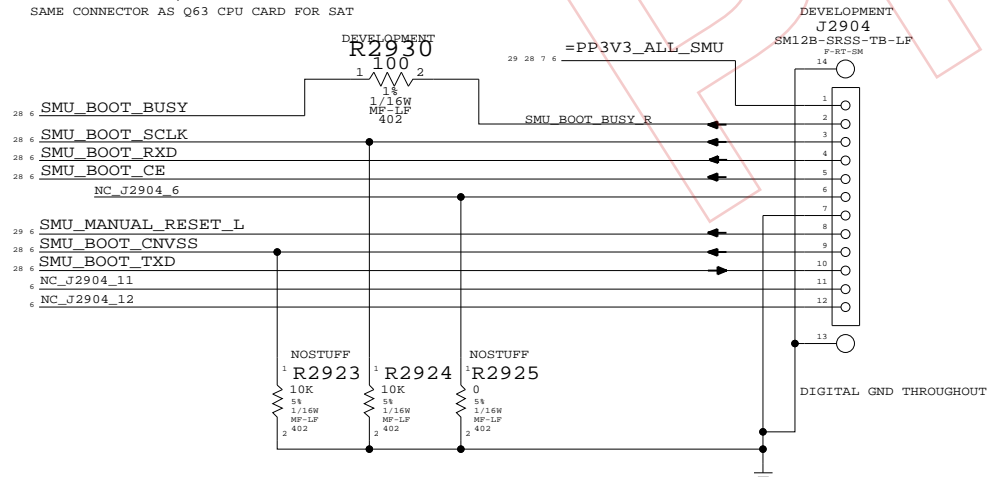 SAME CONNECTOR AS Q63 CPU CARD FOR SAT
DEVELOPMENT
R2930
100
1 2
1%
1/16W
MF-LF
402
=PP3V3_ALL_SMU
29 28 7 6
DEVELOPMENT
J2904
SM12B-SRSS-TB-LF
F-RT-SM
14
28 6 SMU_BOOT_BUSY
SMU_BOOT_BUSY_R
28 6 SMU_BOOT_SCLK
28 6 SMU_BOOT_RXD
28 6 SMU_BOOT_CE
NC_J2904_6
29 6 SMU_MANUAL_RESET_L
28 6 SMU_BOOT_CNVSS
28 6 SMU_BOOT_TXD
6 NC_J2904_11
6 NC_J2904_12
1
2
3
4
5
6
7
8
9
10
11
12
13
NOSTUFF
1 R2923
10K
5%
1/16W
MF-LF
2 402
1 R2924
10K
5%
1/16W
MF-LF
2 402
NOSTUFF
1 R2925
0
5%
1/16W
MF-LF
2 402
DIGITAL GND THROUGHOUT